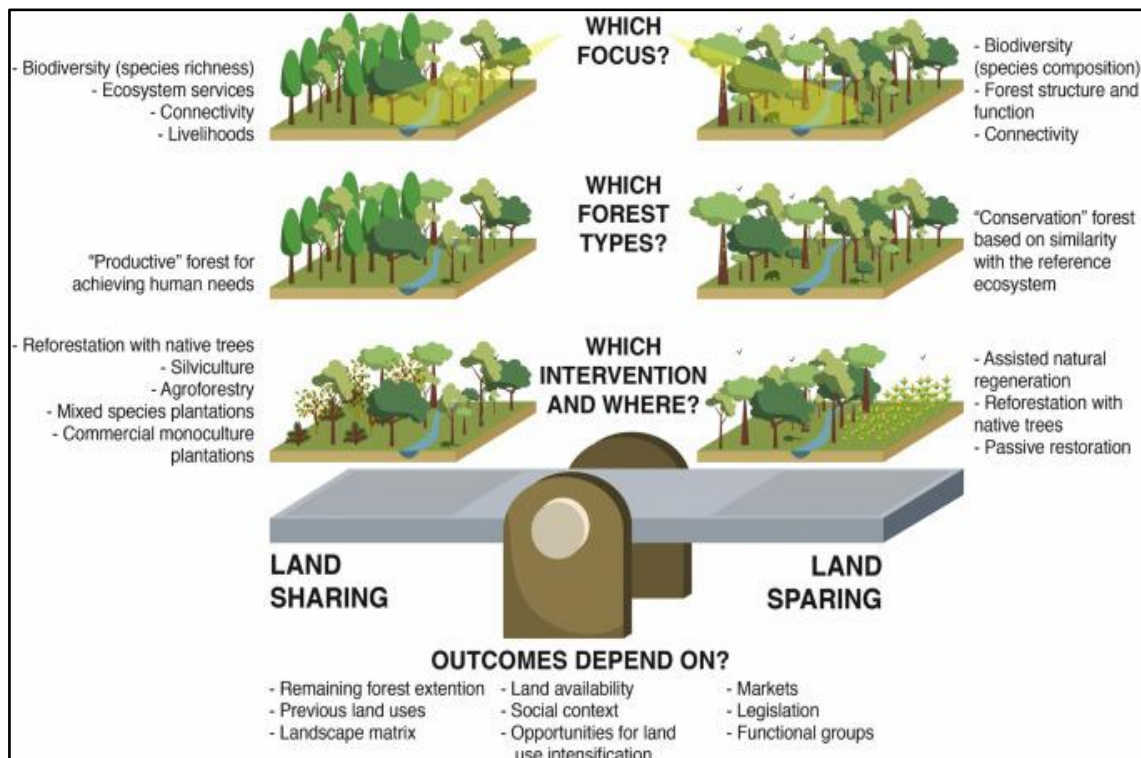 WHICH
FOCUS?
- Biodiversity (species richness)
- Ecosystem services
- Connectivity
- Livelihoods
- Biodiversity
(species composition)
- Forest structure and
function
- Connectivity
WHICH
FOREST
TYPES?
“Productive” forest for
achieving human needs
“Conservation” forest
based on similarity
with the reference
ecosystem
WHICH
INTERVENTION
AND WHERE?
- Reforestation with native trees
- Silviculture
- Agroforestry
- Mixed species plantations
- Commercial monoculture
plantations
- Assisted natural
regeneration
- Reforestation with
native trees
- Passive restoration
LAND
SHARING
LAND
SPARING
OUTCOMES DEPEND ON?
- Remaining forest extention
- Previous land uses
- Landscape matrix
- Land availability
- Social context
- Opportunities for land
use intensification
- Markets
- Legislation
- Functional groups